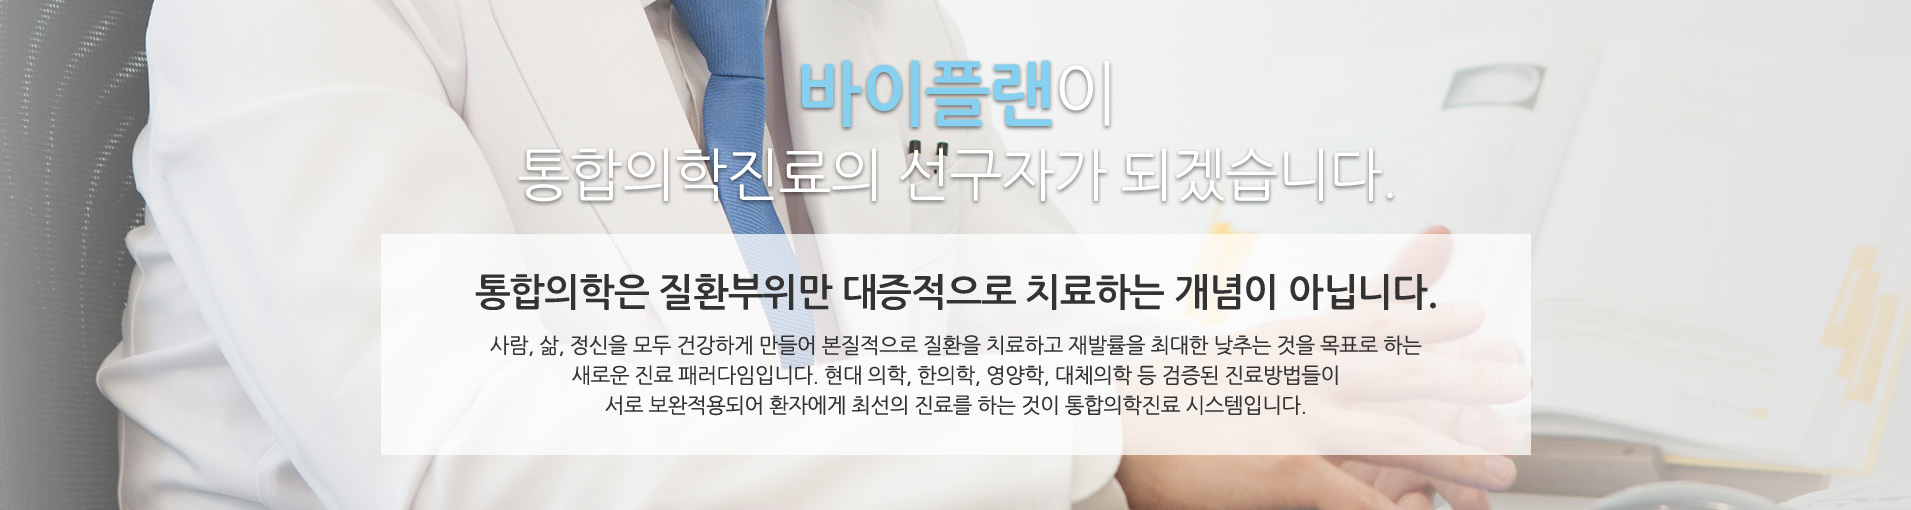 바이플랜이
통합의학진료의 선구자가 되겠습니다.
통합의학은 질환부위만 대증적으로 치료하는 개념이 아닙니다.
사람, 삶, 정신을 모두 건강하게 만들어 본질적으로 질환을 치료하고 재발률을 최대한 낮추는 것을 목표로 하는
새로운 진료 패러다임입니다. 현대 의학, 한의학, 영양학, 대체의학 등 검증된 진료방법들이
서로 보완적용되어 환자에게 최선의 진료를 하는 것이 통합의학진료 시스템입니다.